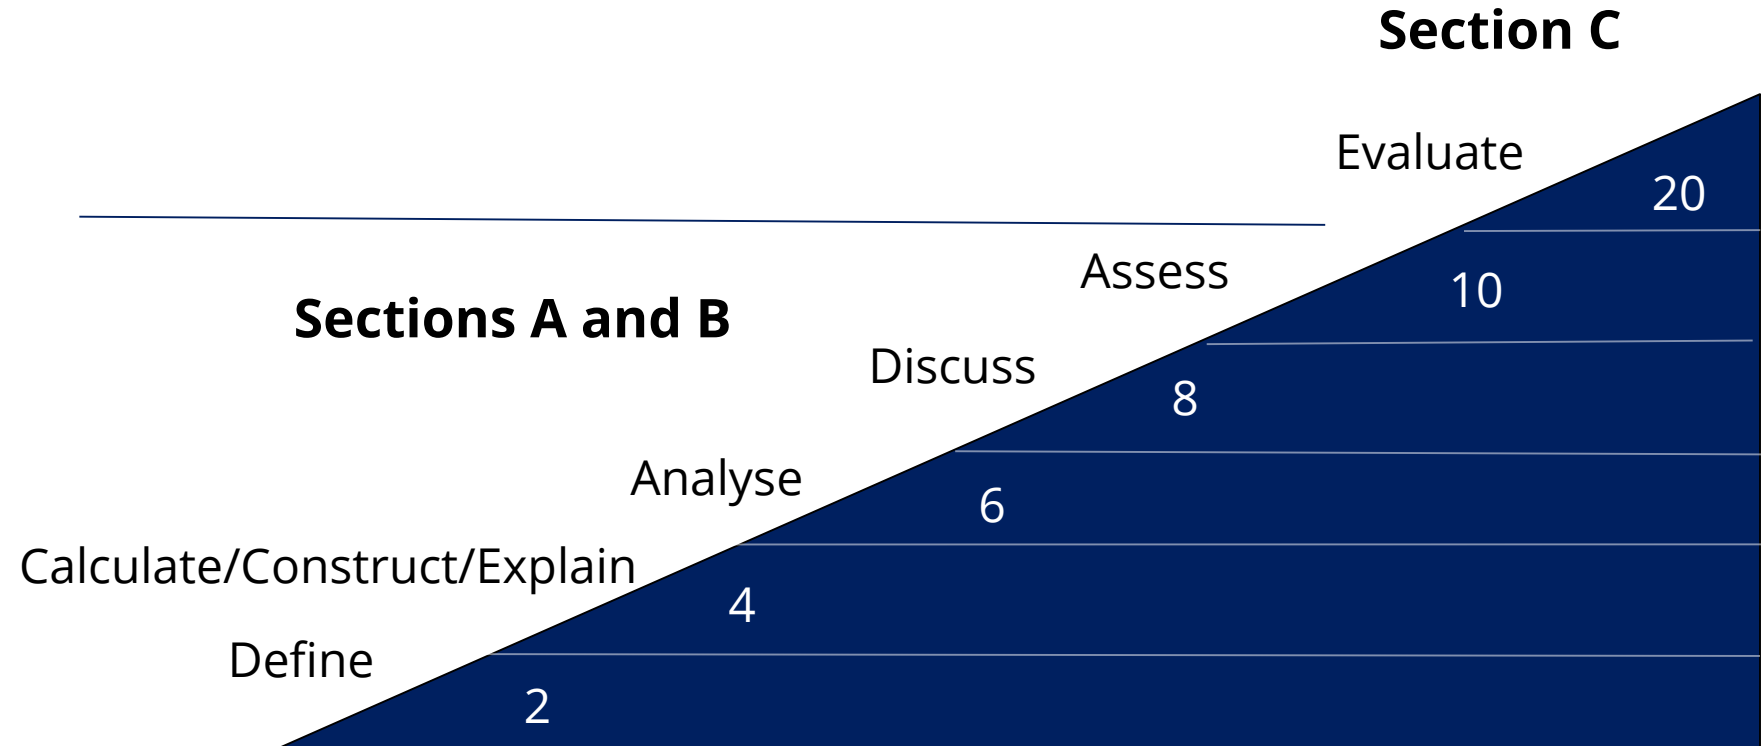 Section C
Evaluate
20
Assess
10
Sections A and B
Discuss
8
Analyse
6
Calculate/Construct/Explain
4
Define
2